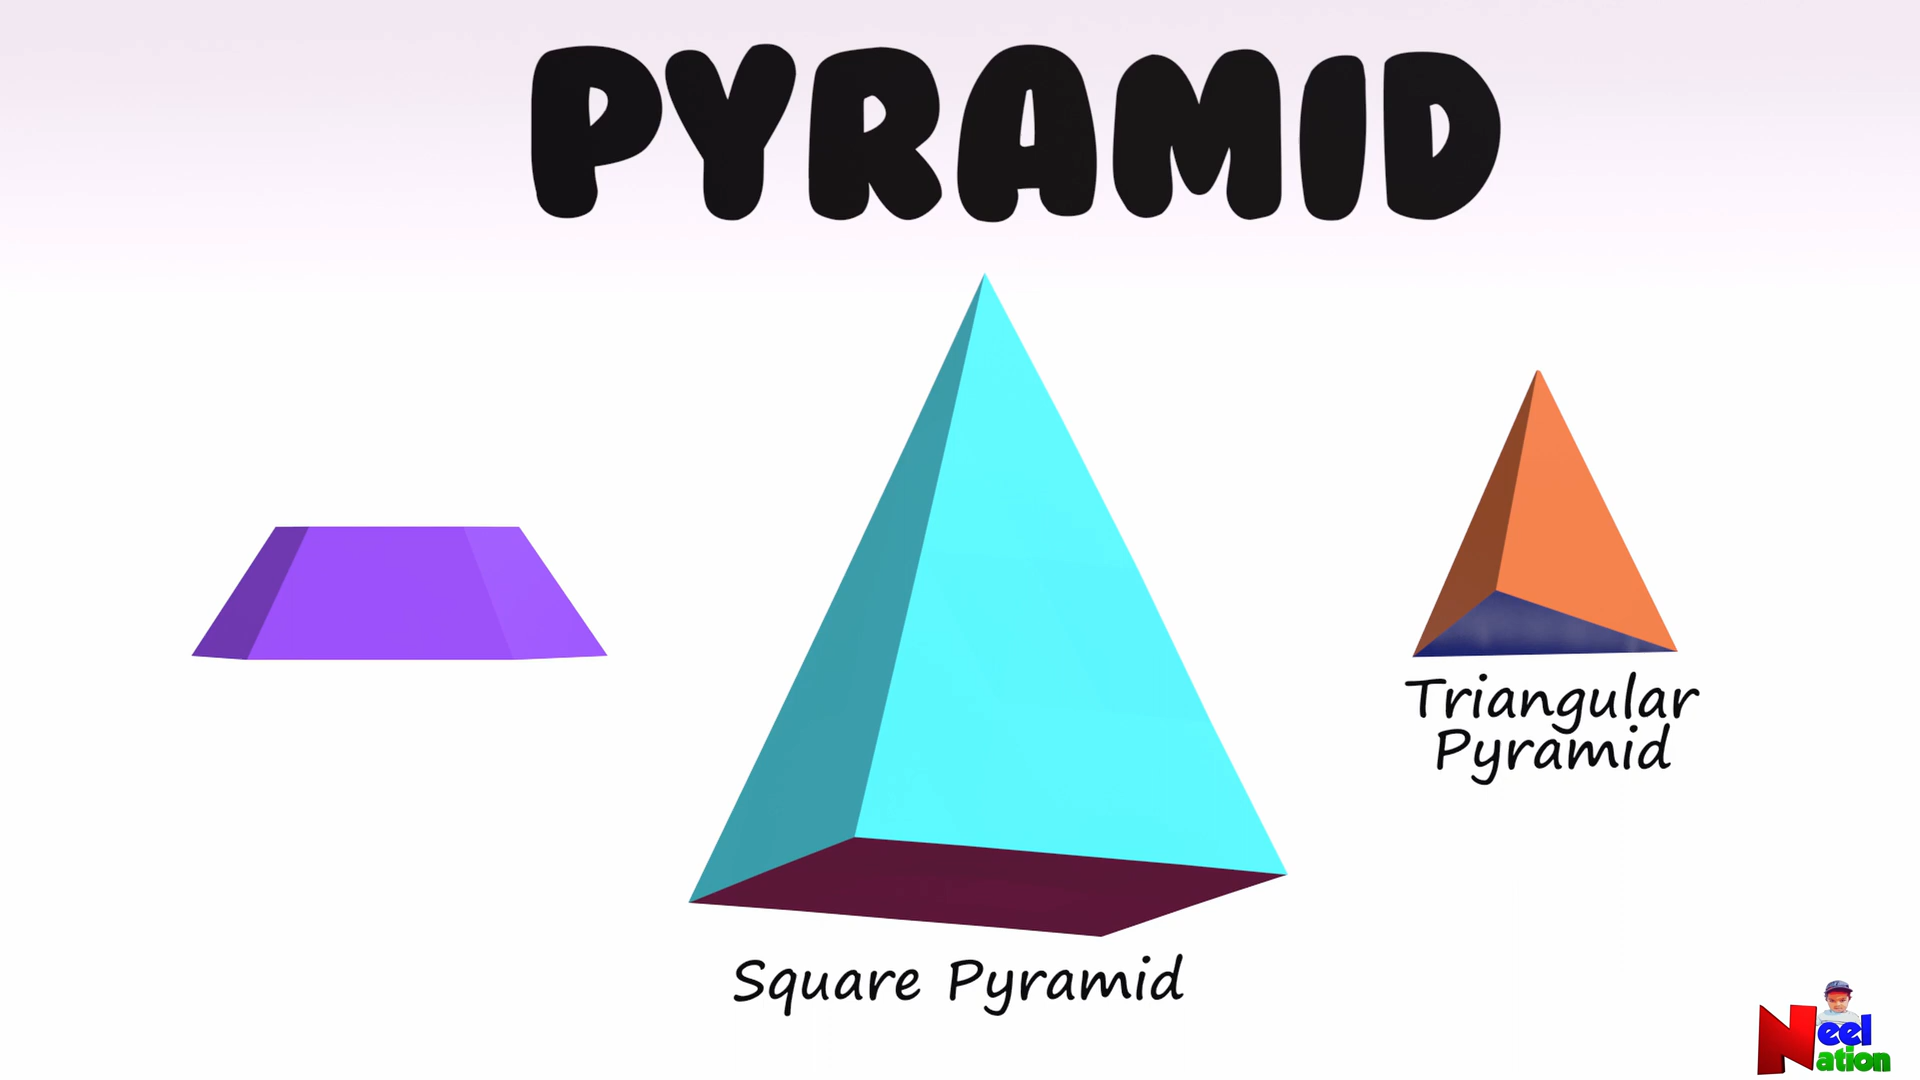 PYRAMID
Triangular
Pyramid
Square Pyramid
Neel
Nation